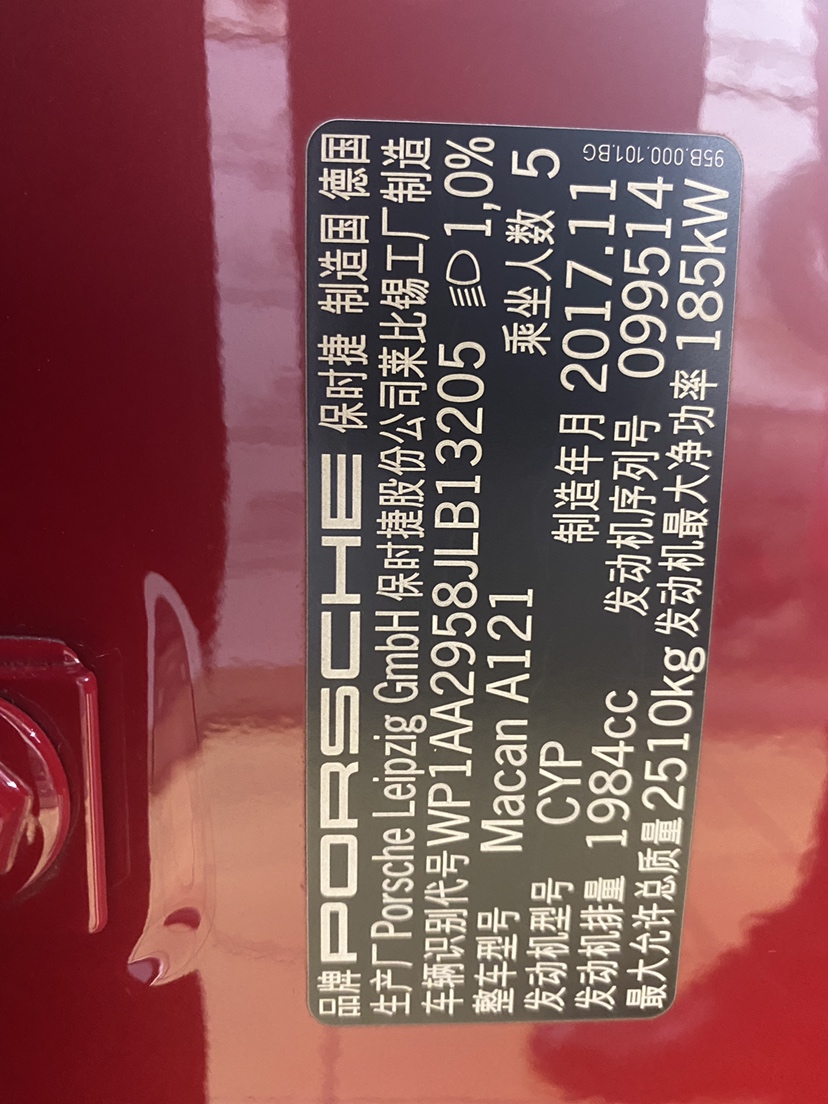 品牌 PORSCHE 保时捷 制造国 德国
生产厂 Porsche Leipzig GmbH 保时捷股份公司莱比锡工厂制造
车辆识别代号 WP1AA2958JLB13205 1,0%
整车型号 Macan A121 乘坐人数 5
发动机型号 CYP 制造年月 2017.11
发动机排量 1984cc 发动机序列号 099514
最大允许总质量 2510kg 发动机最大净功率 185kW
95B.000.101.BG